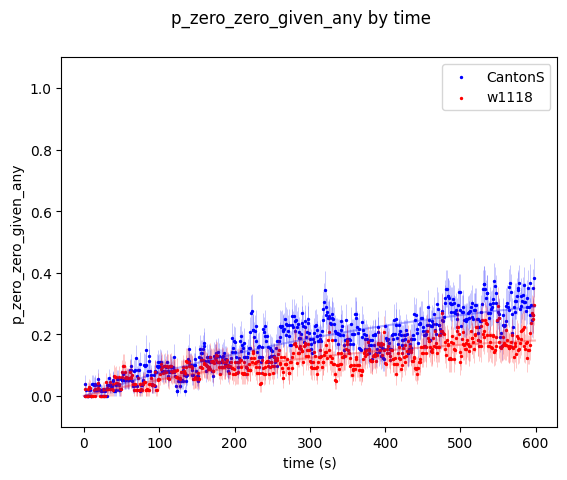 p_zero_zero_given_any by time
CantonS
w1118
1.0
0.8
0.6
0.4
0.2
0.0
p_zero_zero_given_any
0 100 200 300 400 500 600
time (s)